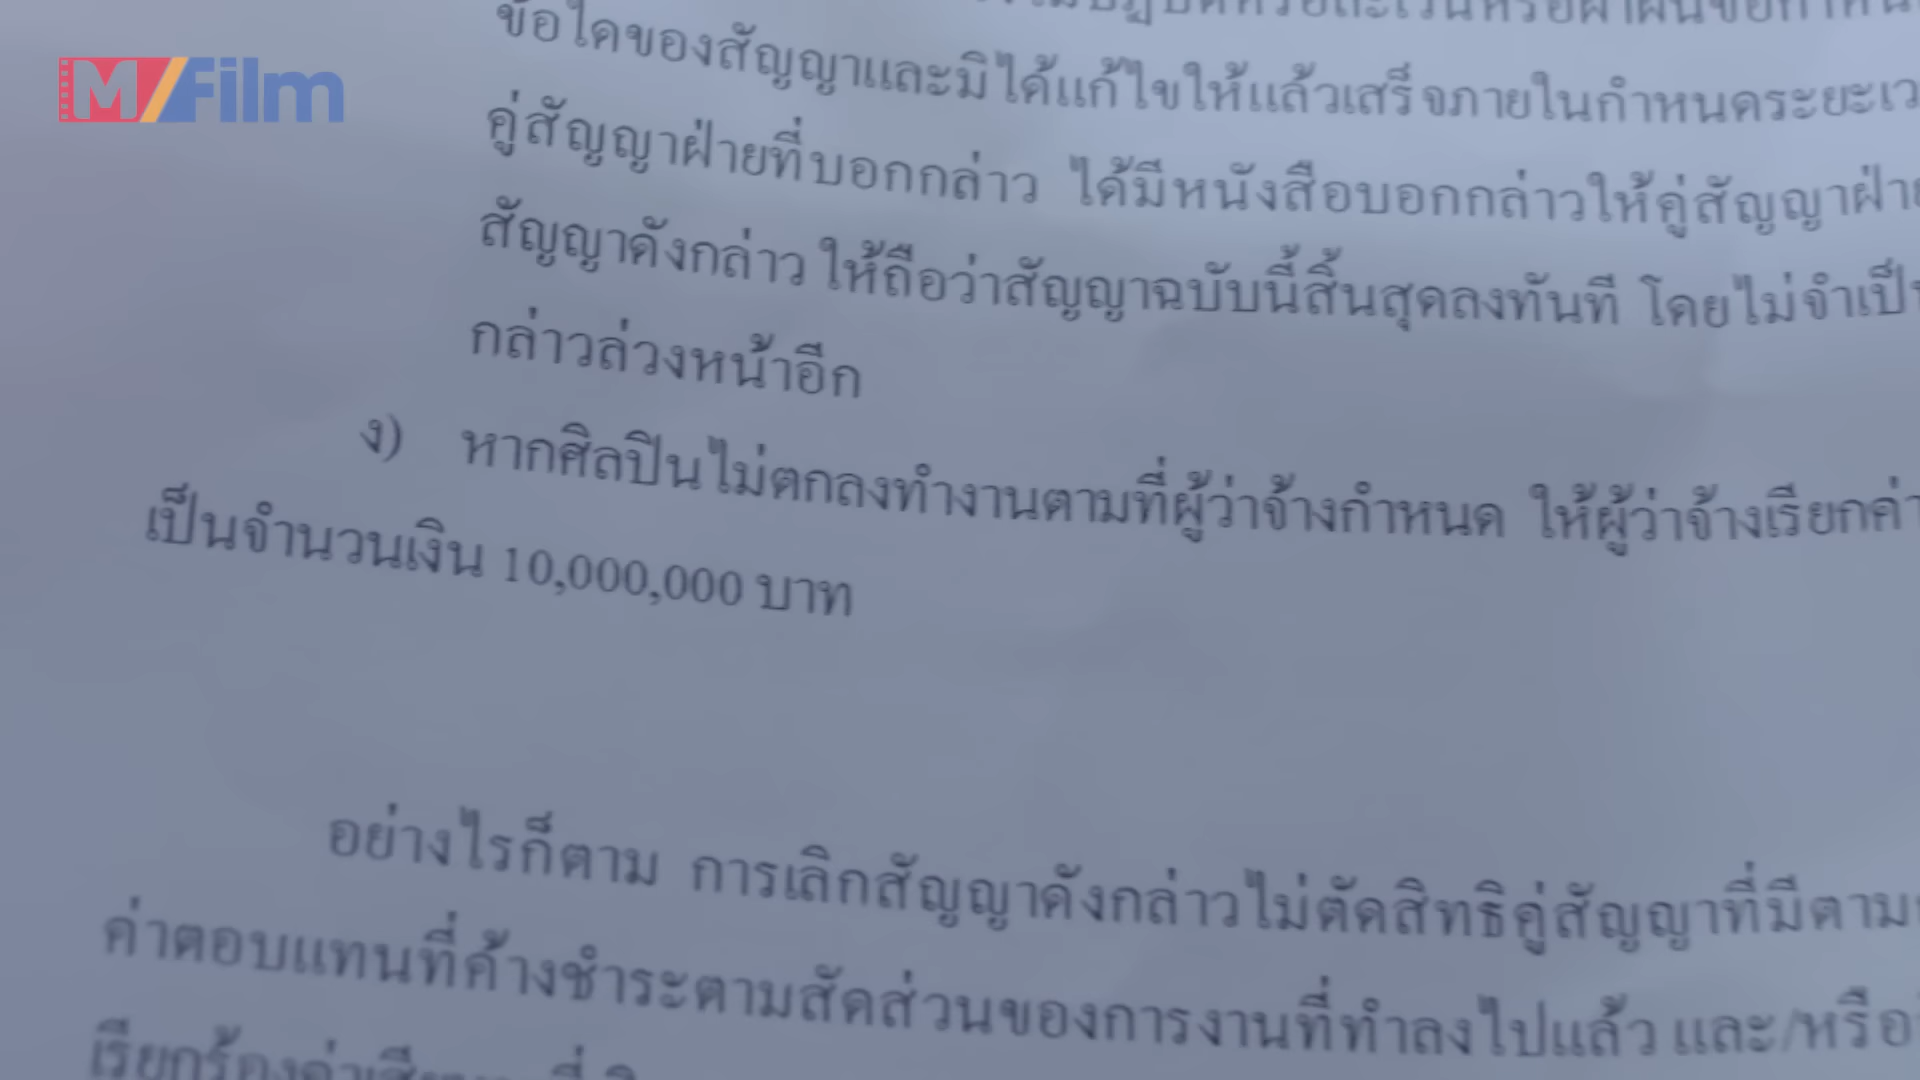 M/Film
ข้อใดของสัญญาและมิได้แก้ไขให้แล้วเสร็จภายในกำหนดระยะเว
คู่สัญญาฝ่ายที่บอกกล่าว ได้มีหนังสือบอกกล่าวให้คู่สัญญาฝ่าย
สัญญาดังกล่าว ให้ถือว่าสัญญาฉบับนี้สิ้นสุดลงทันที โดยไม่จำเป็น
กล่าวล่วงหน้าอีก
ง) หากศิลปินไม่ตกลงทำงานตามที่ผู้ว่าจ้างกำหนด ให้ผู้ว่าจ้างเรียกค่า
เป็นจำนวนเงิน 10,000,000 บาท
อย่างไรก็ตาม การเลิกสัญญาดังกล่าวไม่ตัดสิทธิคู่สัญญาที่มีตาม
ค่าตอบแทนที่ค้างชำระตามสัดส่วนของการงานที่ทำลงไปแล้ว และ/หรือ